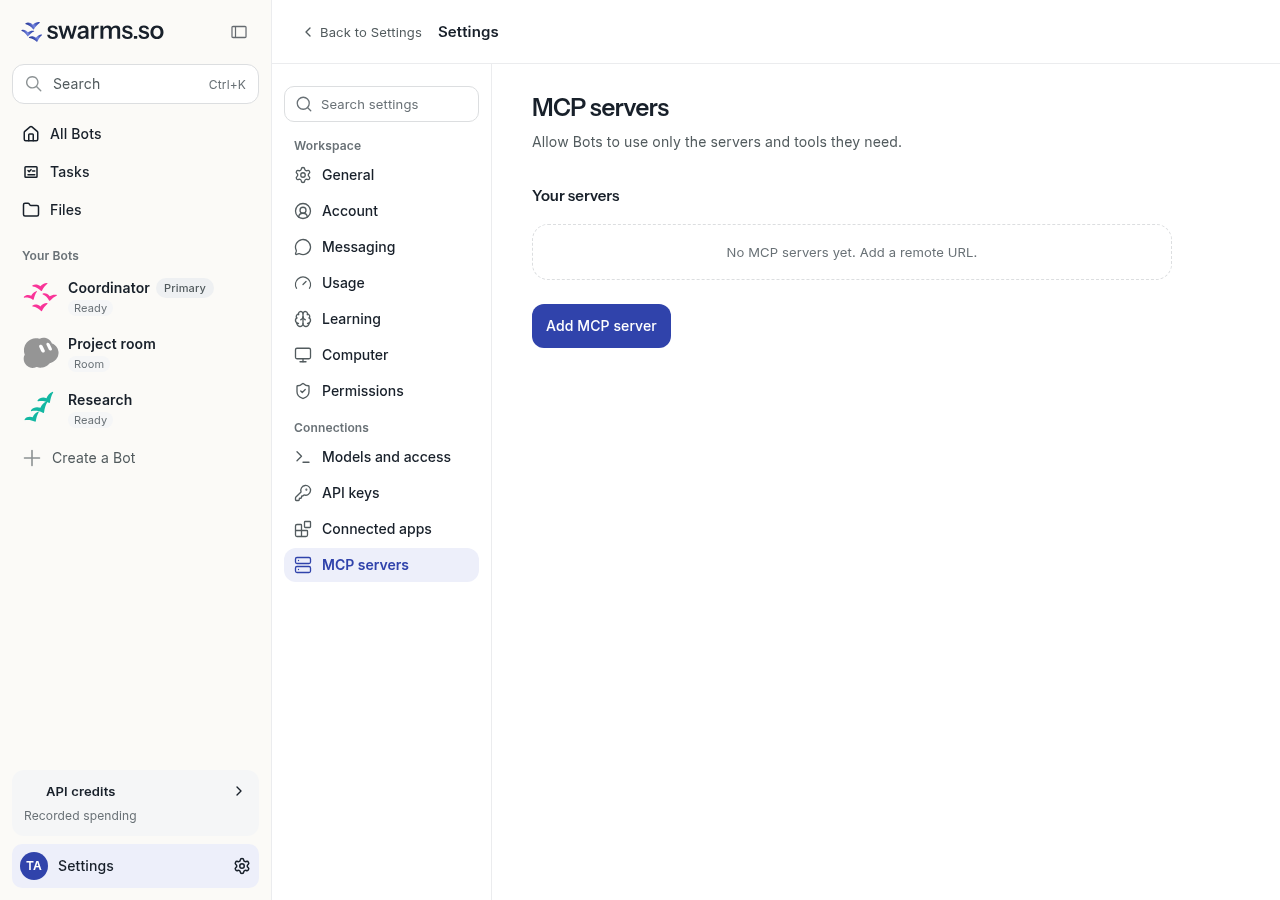 swarms.so
Search Ctrl+K
All Bots
Tasks
Files
Your Bots
Coordinator Primary
Ready
Project room
Room
Research
Ready
Create a Bot
API credits
Recorded spending
TA Settings
Back to Settings Settings
Search settings
Workspace
General
Account
Messaging
Usage
Learning
Computer
Permissions
Connections
Models and access
API keys
Connected apps
MCP servers
MCP servers
Allow Bots to use only the servers and tools they need.
Your servers
No MCP servers yet. Add a remote URL.
Add MCP server